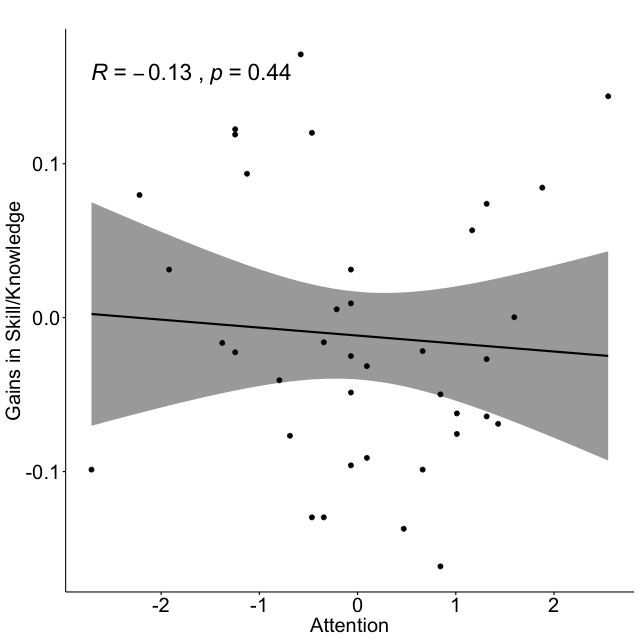 R = −0.13 , p = 0.44
Gains in Skill/Knowledge
0.1
0.0
-0.1
-2 -1 0 1 2
Attention